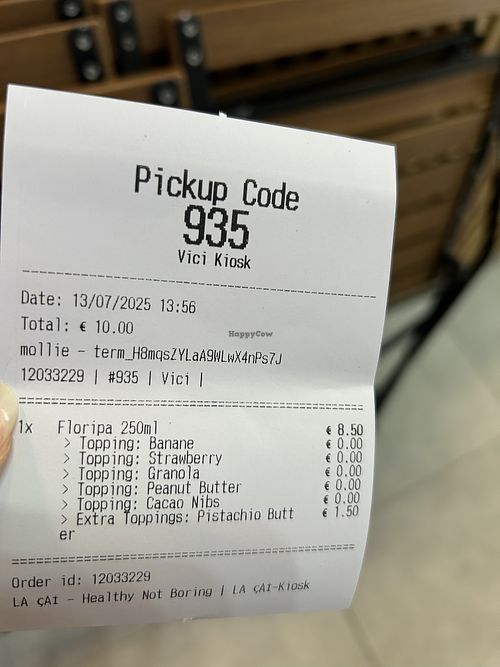 Pickup Code
935
Vici Kiosk
Date: 13/07/2025 13:56
Total: € 10.00
mollie - term_H8mqsZYLaA9WLwX4nPs7J
12033229 | #935 | Vici |
1x Floripa 250ml € 8.50
> Topping: Banane € 0.00
> Topping: Strawberry € 0.00
> Topping: Granola € 0.00
> Topping: Peanut Butter € 0.00
> Topping: Cacao Nibs € 0.00
> Extra Toppings: Pistachio Butt € 1.50
er
Order id: 12033229
LA çAI - Healthy Not Boring | LA çAI-Kiosk
HappyCow